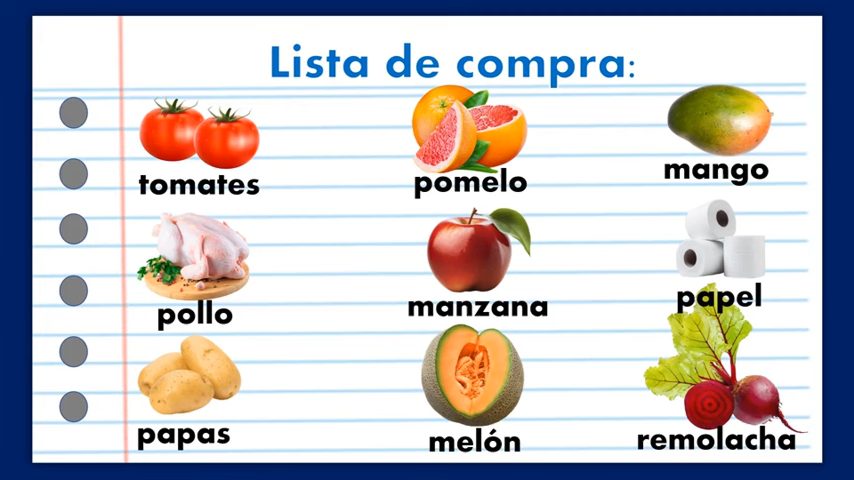 Lista de compra:
tomates
pomelo
mango
pollo
manzana
papel
papas
melón
remolacha